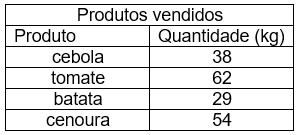 Produtos vendidos
Produto Quantidade (kg)
cebola 38
tomate 62
batata 29
cenoura 54